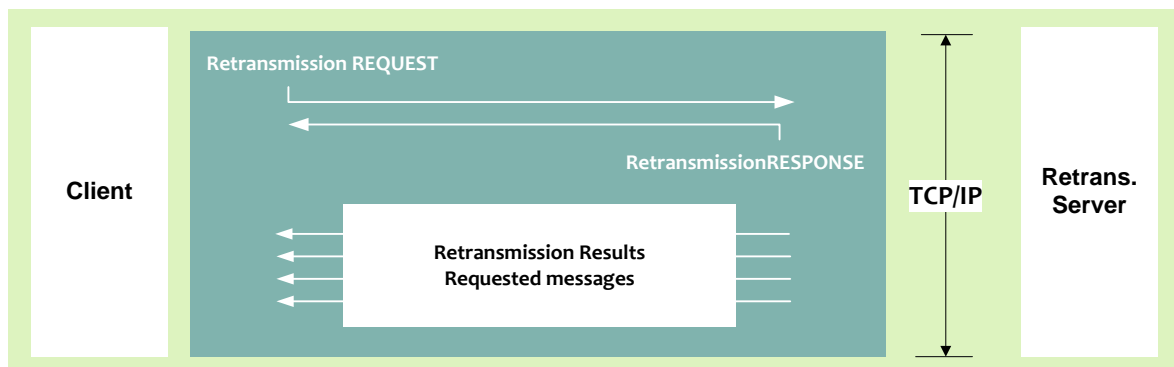 Retransmission REQUEST
RetransmissionRESPONSE
Client
TCP/IP
Retrans.
Server
Retransmission Results
Requested messages